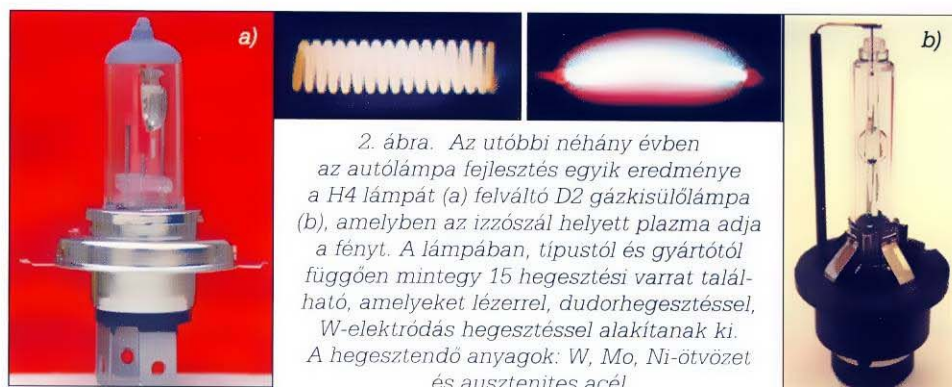 a)
b)
2. ábra. Az utóbbi néhány évben
az autólámpa fejlesztés egyik eredménye
a H4 lámpát (a) felváltó D2 gázkisülőlámpa
(b), amelyben az izzószál helyett plazma adja
a fényt. A lámpában, típustól és gyártótól
függően mintegy 15 hegesztési varrat talál-
ható, amelyeket lézerrel, dudorhegesztéssel,
W-elektródás hegesztéssel alakítanak ki.
A hegesztendő anyagok: W, Mo, Ni-ötvözet
és ausztenites acél